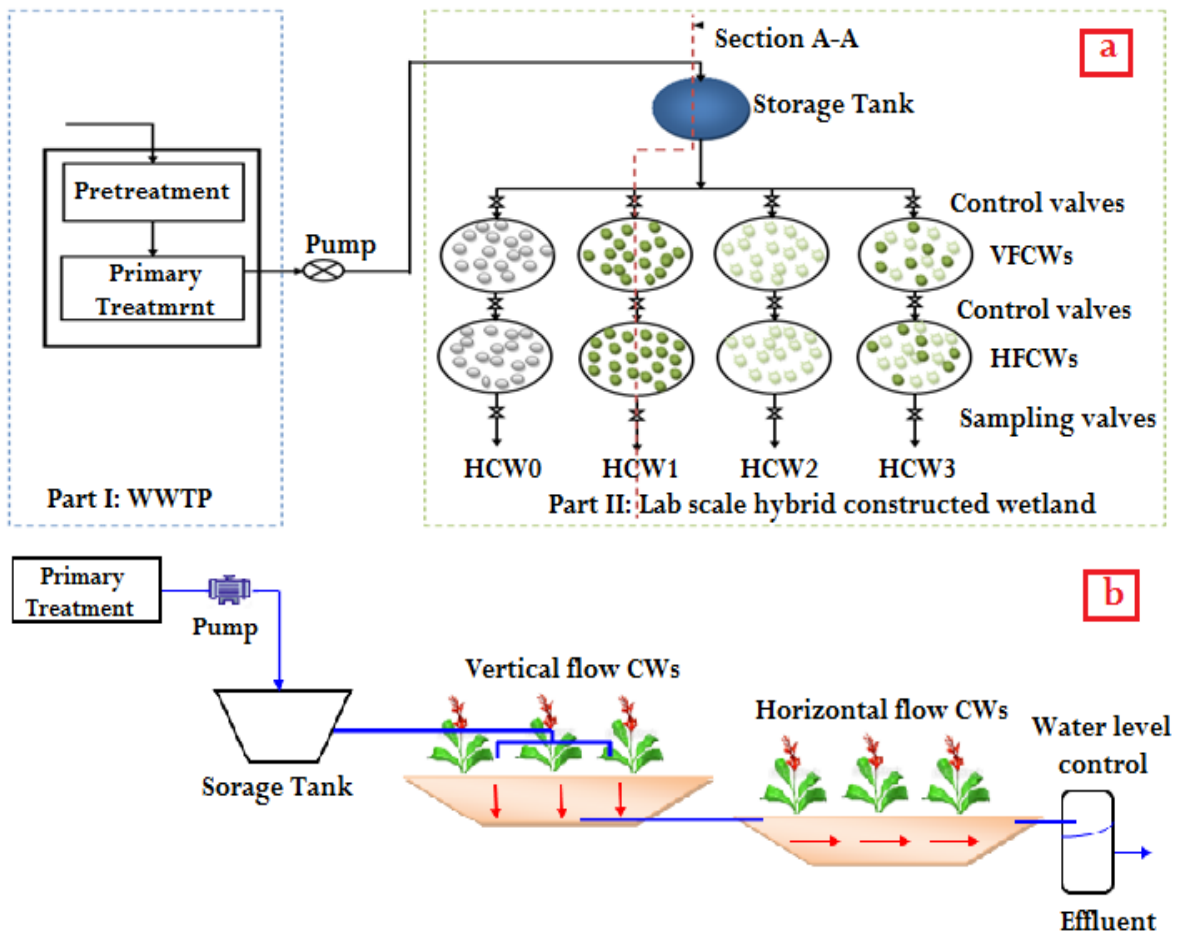 Section A-A
a
Storage Tank
Pretreatment
Primary
Treatmrnt
Pump
Control valves
VFCWs
Control valves
HFCWs
Sampling valves
HCW0
HCW1
HCW2
HCW3
Part I: WWTP
Part II: Lab scale hybrid constructed wetland
Primary
Treatment
Pump
b
Vertical flow CWs
Horizontal flow CWs
Water level
control
Sorage Tank
Effluent